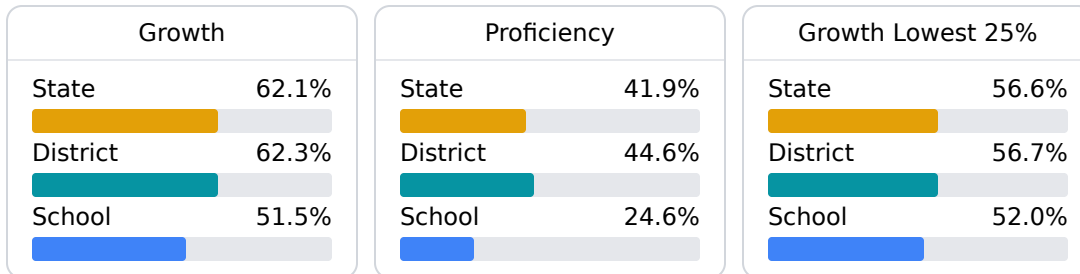 Growth
State 62.1%
District 62.3%
School 51.5%
Proficiency
State 41.9%
District 44.6%
School 24.6%
Growth Lowest 25%
State 56.6%
District 56.7%
School 52.0%